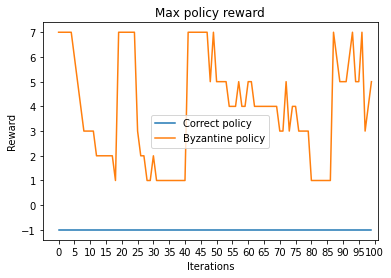 Max policy reward
Reward
7
6
5
4
3
2
1
0
−1
Correct policy
Byzantine policy
0 5 10 15 20 25 30 35 40 45 50 55 60 65 70 75 80 85 90 95 100
Iterations